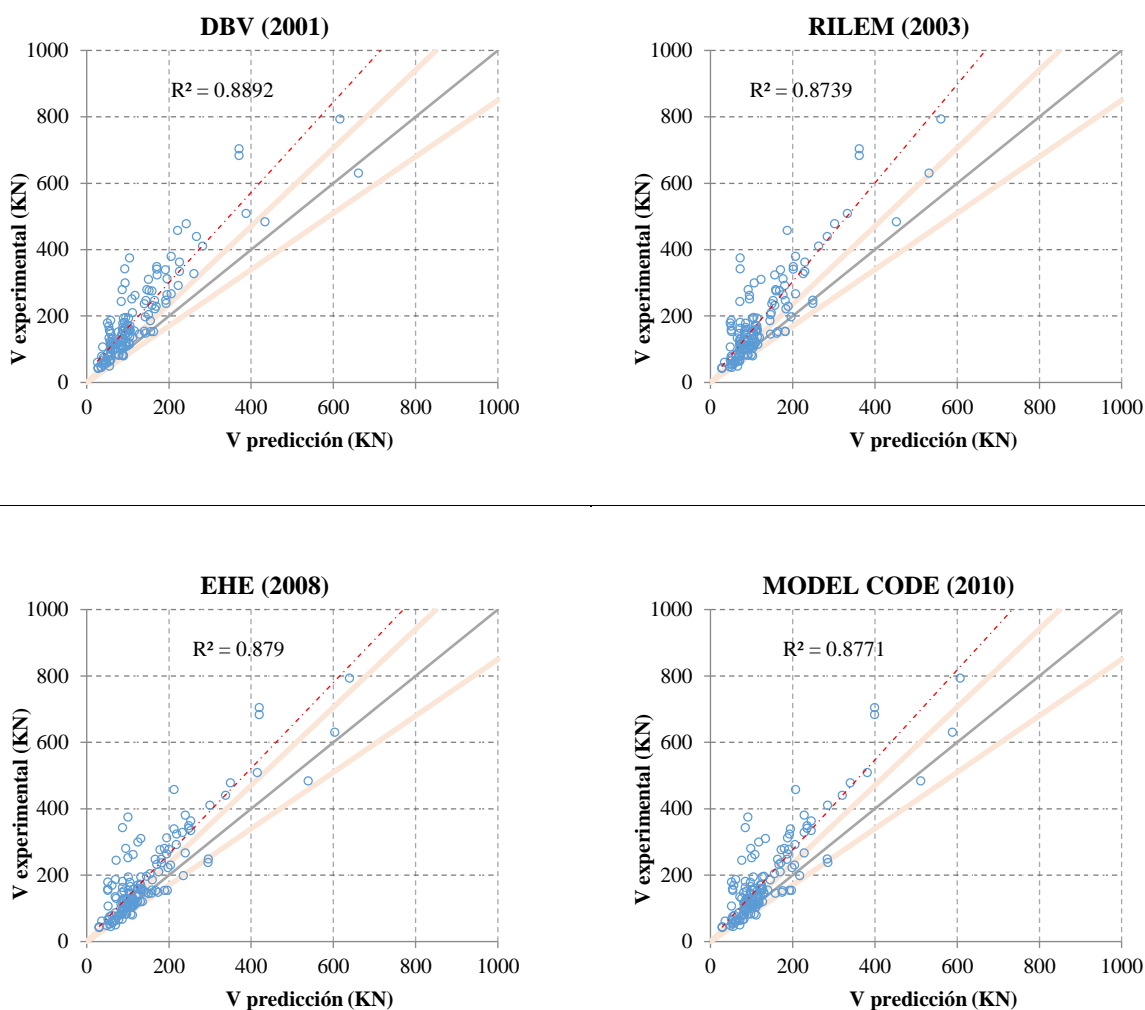 DBV (2001)
R² = 0.8892
V experimental (KN)
1000
800
600
400
200
0
0 200 400 600 800 1000
V predicción (KN)
RILEM (2003)
R² = 0.8739
V experimental (KN)
1000
800
600
400
200
0
0 200 400 600 800 1000
V predicción (KN)
EHE (2008)
R² = 0.879
V experimental (KN)
1000
800
600
400
200
0
0 200 400 600 800 1000
V predicción (KN)
MODEL CODE (2010)
R² = 0.8771
V experimental (KN)
1000
800
600
400
200
0
0 200 400 600 800 1000
V predicción (KN)